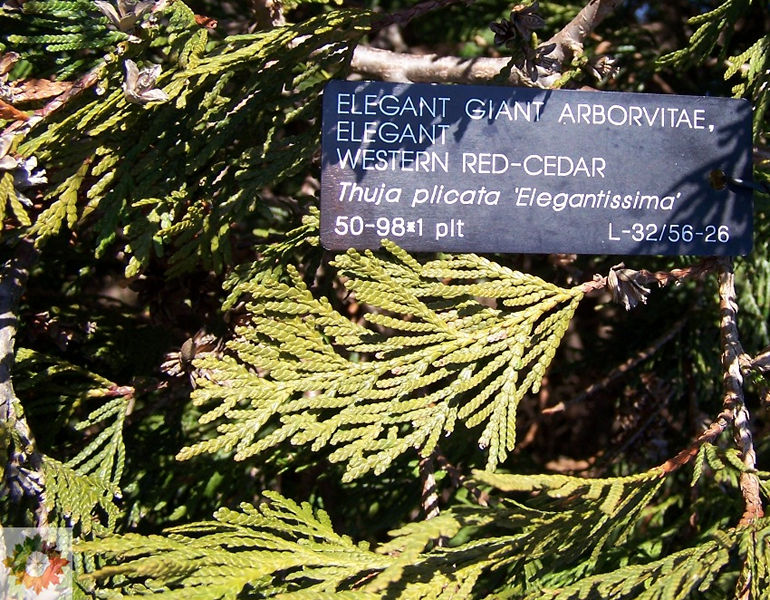 ELEGANT GIANT ARBORVITAE,
ELEGANT
WESTERN RED-CEDAR
Thuja plicata 'Elegantissima'
50-98*1 plt L-32/56-26